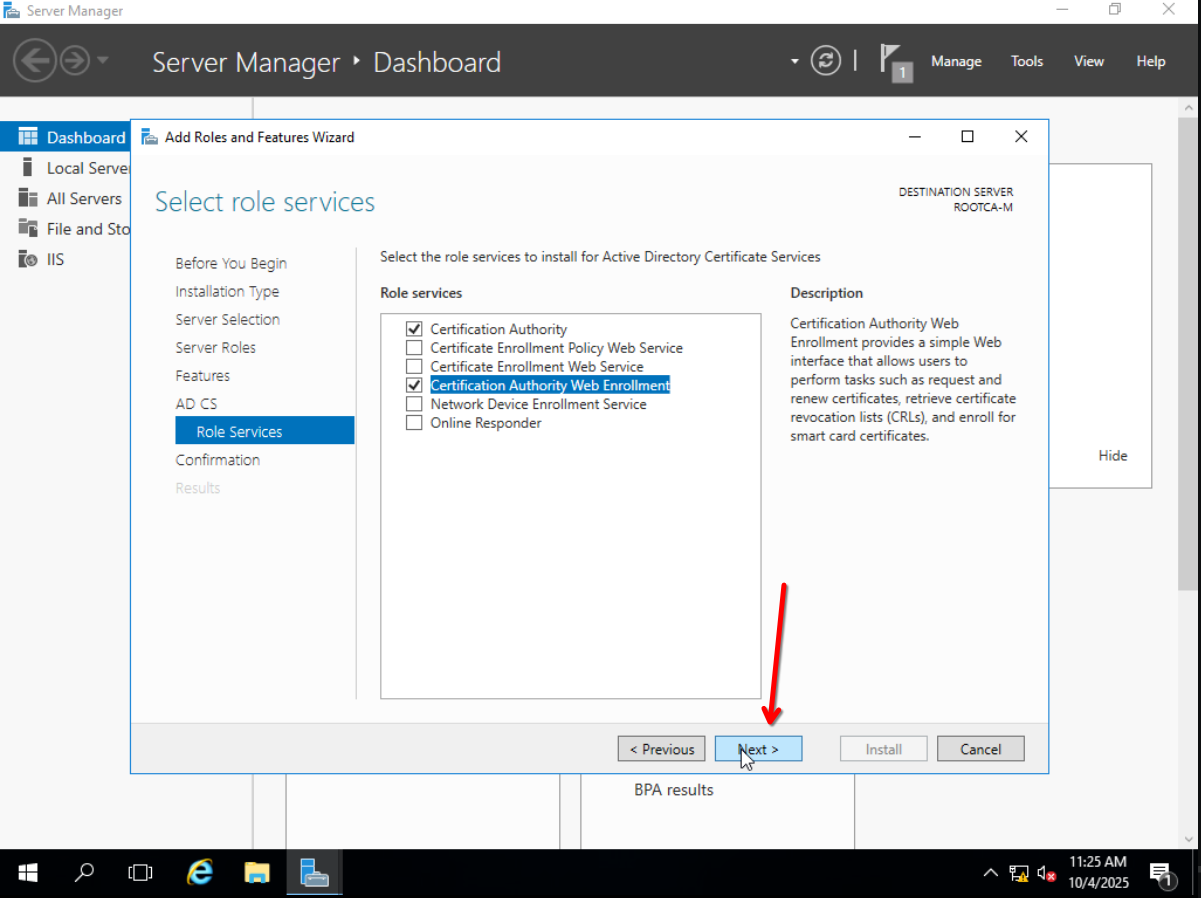 Server Manager
Server Manager ‣ Dashboard
1
Manage
Tools
View
Help
Dashboard
Local Server
All Servers
File and Sto
IIS
Add Roles and Features Wizard
Select role services
DESTINATION SERVER
ROOTCA-M
Before You Begin
Installation Type
Server Selection
Server Roles
Features
AD CS
Role Services
Confirmation
Results
Select the role services to install for Active Directory Certificate Services
Role services
Certification Authority
Certificate Enrollment Policy Web Service
Certificate Enrollment Web Service
Certification Authority Web Enrollment
Network Device Enrollment Service
Online Responder
Description
Certification Authority Web
Enrollment provides a simple Web
interface that allows users to
perform tasks such as request and
renew certificates, retrieve certificate
revocation lists (CRLs), and enroll for
smart card certificates.
Hide
< Previous
Next >
Install
Cancel
BPA results
11:25 AM
10/4/2025
1